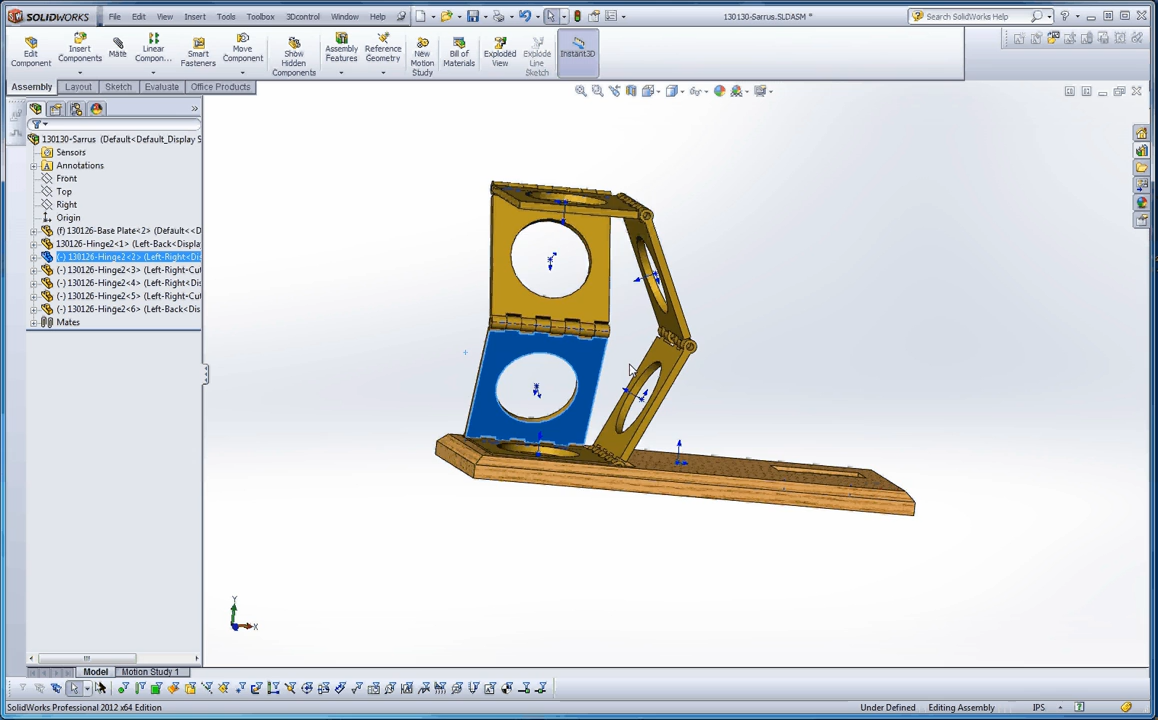 SOLIDWORKS File Edit View Insert Tools Toolbox 3Dcontrol Window Help 130130-Sarrus.SLDASM * Search SolidWorks Help
Edit Component
Insert Components
Mate
Linear Compon...
Smart Fasteners
Move Component
Show Hidden Components
Assembly Features
Reference Geometry
New Motion Study
Bill of Materials
Exploded View
Explode Line Sketch
Instant3D
Assembly Layout Sketch Evaluate Office Products
130130-Sarrus (Default<Default_Display S
Sensors
Annotations
Front
Top
Right
Origin
(f) 130126-Base Plate<2> (Default<<D
130126-Hinge2<1> (Left-Back<Displa
(-) 130126-Hinge2<2> (Left-Right<Dis
(-) 130126-Hinge2<3> (Left-Right-Cut
(-) 130126-Hinge2<4> (Left-Right<Dis
(-) 130126-Hinge2<5> (Left-Right-Cut
(-) 130126-Hinge2<6> (Left-Back<Dis
Mates
Y
X
Model Motion Study 1
SolidWorks Professional 2012 x64 Edition Under Defined Editing Assembly IPS